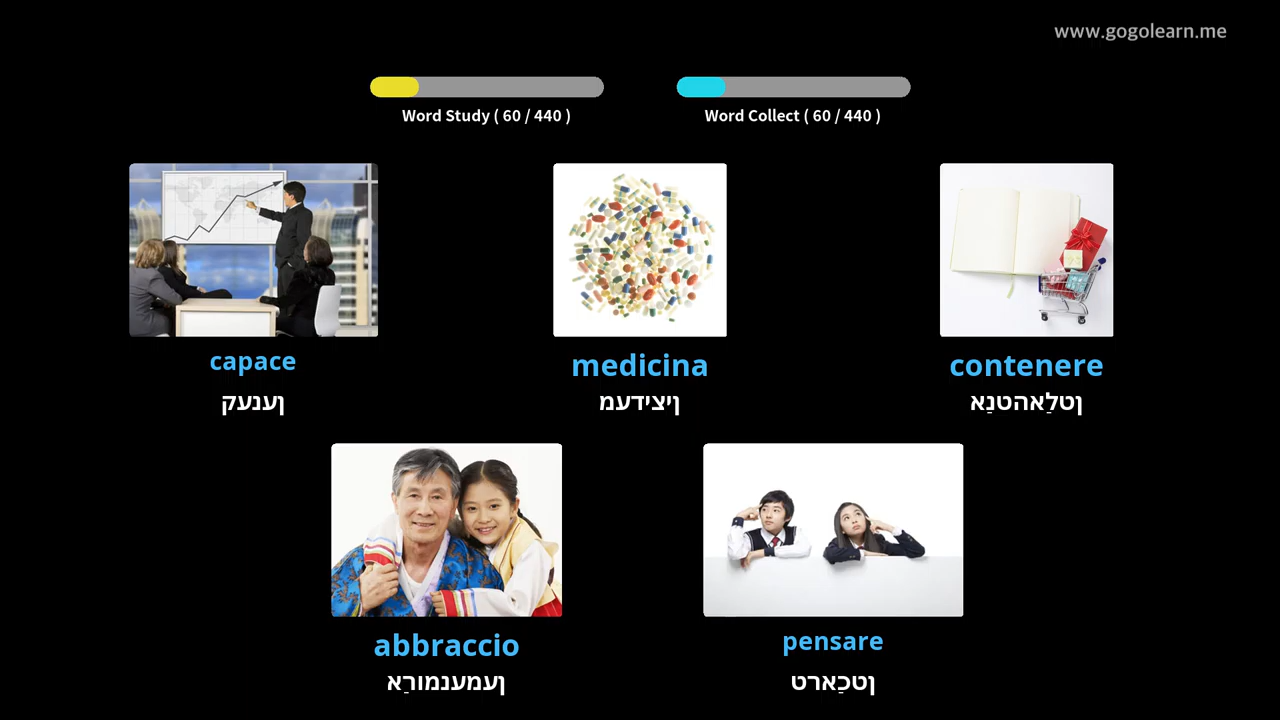 www.gogolearn.me
Word Study ( 60 / 440 )
Word Collect ( 60 / 440 )
capace
ןענעק
medicina
ןיצידעמ
contenere
ןטלַאהטנַא
abbraccio
ןעמענמורַא
pensare
ןטכַארט